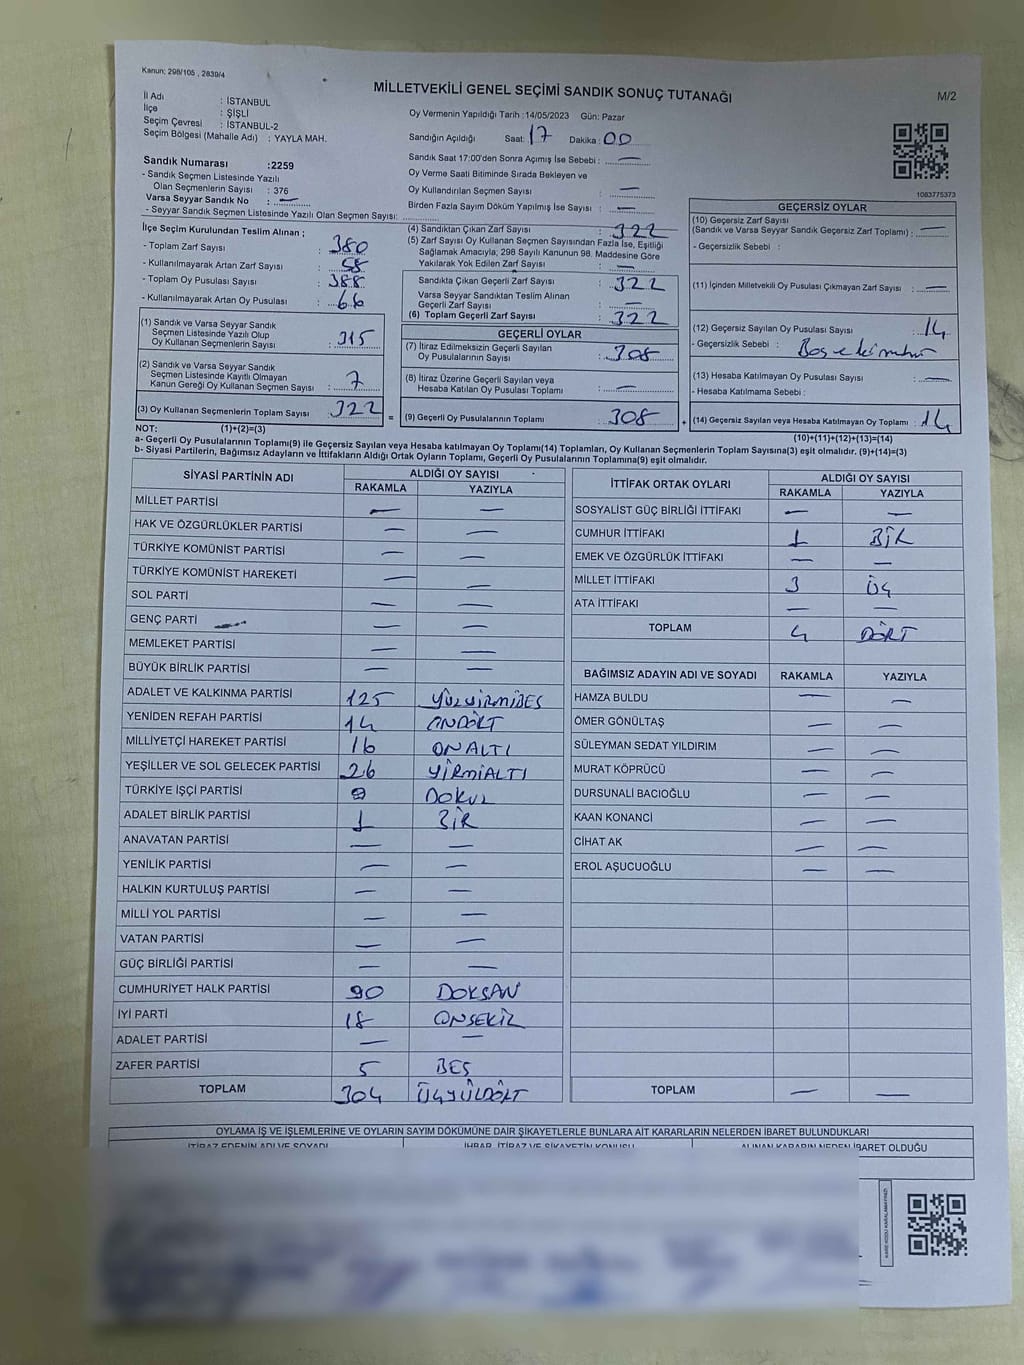 Kanun: 298/105 , 2839/4
MİLLETVEKİLİ GENEL SEÇİMİ SANDIK SONUÇ TUTANAĞI
M/2
İl Adı : İSTANBUL
İlçe : ŞİŞLİ
Seçim Çevresi : İSTANBUL-2
Seçim Bölgesi (Mahalle Adı) : YAYLA MAH.
Sandık Numarası :2259
- Sandık Seçmen Listesinde Yazılı
Olan Seçmenlerin Sayısı : 376
Varsa Seyyar Sandık No : —
- Seyyar Sandık Seçmen Listesinde Yazılı Olan Seçmen Sayısı:
Oy Vermenin Yapıldığı Tarih :14/05/2023 Gün: Pazar
Sandığın Açıldığı Saat: 17 Dakika: 00
Sandık Saat 17:00'den Sonra Açımış İse Sebebi : —
Oy Verme Saati Bitiminde Sırada Bekleyen ve
Oy Kullandırılan Seçmen Sayısı : —
Birden Fazla Sayım Döküm Yapılmış İse Sayısı : —
1083775373
İlçe Seçim Kurulundan Teslim Alınan ;
- Toplam Zarf Sayısı : 380
- Kullanılmayarak Artan Zarf Sayısı : 58
- Toplam Oy Pusulası Sayısı : 388
- Kullanılmayarak Artan Oy Pusulası : 66
(1) Sandık ve Varsa Seyyar Sandık
Seçmen Listesinde Yazılı Olup
Oy Kullanan Seçmenlerin Sayısı : 315
(2) Sandık ve Varsa Seyyar Sandık
Seçmen Listesinde Kayıtlı Olmayan
Kanun Gereği Oy Kullanan Seçmen Sayısı : 7
(3) Oy Kullanan Seçmenlerin Toplam Sayısı : 322 =
(4) Sandıktan Çıkan Zarf Sayısı : 322
(5) Zarf Sayısı Oy Kullanan Seçmen Sayısından Fazla İse, Eşitliği
Sağlamak Amacıyla, 298 Sayılı Kanunun 98. Maddesine Göre
Yakılarak Yok Edilen Zarf Sayısı : —
Sandıkta Çıkan Geçerli Zarf Sayısı : 322
Varsa Seyyar Sandıktan Teslim Alınan
Geçerli Zarf Sayısı : —
(6) Toplam Geçerli Zarf Sayısı : 322
GEÇERLİ OYLAR
(7) İtiraz Edilmeksizin Geçerli Sayılan
Oy Pusulalarının Sayısı : 308
(8) İtiraz Üzerine Geçerli Sayılan veya
Hesaba Katılan Oy Pusulası Toplamı : —
(9) Geçerli Oy Pusulalarının Toplamı : 308 +
GEÇERSİZ OYLAR
(10) Geçersiz Zarf Sayısı
(Sandık ve Varsa Seyyar Sandık Geçersiz Zarf Toplamı) : —
- Geçersizlik Sebebi :
(11) İçinden Milletvekili Oy Pusulası Çıkmayan Zarf Sayısı : —
(12) Geçersiz Sayılan Oy Pusulası Sayısı : 14
- Geçersizlik Sebebi : Boş
(13) Hesaba Katılmayan Oy Pusulası Sayısı : —
- Hesaba Katılmama Sebebi :
(14) Geçersiz Sayılan veya Hesaba Katılmayan Oy Toplamı : 14
NOT: (1)+(2)=(3)
(10)+(11)+(12)+(13)=(14)
a- Geçerli Oy Pusulalarının Toplamı(9) ile Geçersiz Sayılan veya Hesaba katılmayan Oy Toplamı(14) Toplamları, Oy Kullanan Seçmenlerin Toplam Sayısına(3) eşit olmalıdır. (9)+(14)=(3)
b- Siyasi Partilerin, Bağımsız Adayların ve İttifakların Aldığı Ortak Oyların Toplamı, Geçerli Oy Pusulalarının Toplamına(9) eşit olmalıdır.
SİYASİ PARTİNİN ADI ALDIĞI OY SAYISI
RAKAMLA YAZIYLA
MİLLET PARTİSİ — —
HAK VE ÖZGÜRLÜKLER PARTİSİ — —
TÜRKİYE KOMÜNİST PARTİSİ — —
TÜRKİYE KOMÜNİST HAREKETİ — —
SOL PARTİ — —
GENÇ PARTİ — —
MEMLEKET PARTİSİ — —
BÜYÜK BİRLİK PARTİSİ — —
ADALET VE KALKINMA PARTİSİ 125 YÜZYİRMİBEŞ
YENİDEN REFAH PARTİSİ 14 ONDÖRT
MİLLİYETÇİ HAREKET PARTİSİ 16 ONALTI
YEŞİLLER VE SOL GELECEK PARTİSİ 26 YİRMİALTI
TÜRKİYE İŞÇİ PARTİSİ 9 DOKUZ
ADALET BİRLİK PARTİSİ 1 BİR
ANAVATAN PARTİSİ — —
YENİLİK PARTİSİ — —
HALKIN KURTULUŞ PARTİSİ — —
MİLLİ YOL PARTİSİ — —
VATAN PARTİSİ — —
GÜÇ BİRLİĞİ PARTİSİ — —
CUMHURİYET HALK PARTİSİ 90 DOKSAN
İYİ PARTİ 18 ONSEKİZ
ADALET PARTİSİ — —
ZAFER PARTİSİ 5 BEŞ
TOPLAM 304 ÜÇYÜZDÖRT
İTTİFAK ORTAK OYLARI ALDIĞI OY SAYISI
RAKAMLA YAZIYLA
SOSYALİST GÜÇ BİRLİĞİ İTTİFAKI — —
CUMHUR İTTİFAKI 1 BİR
EMEK VE ÖZGÜRLÜK İTTİFAKI — —
MİLLET İTTİFAKI 3 ÜÇ
ATA İTTİFAKI — —
TOPLAM 4 DÖRT
BAĞIMSIZ ADAYIN ADI VE SOYADI RAKAMLA YAZIYLA
HAMZA BULDU — —
ÖMER GÖNÜLTAŞ — —
SÜLEYMAN SEDAT YILDIRIM — —
MURAT KÖPRÜCÜ — —
DURSUNALİ BACIOĞLU — —
KAAN KONANCİ — —
CİHAT AK — —
EROL AŞUCUOĞLU — —
TOPLAM — —
OYLAMA İŞ VE İŞLEMLERİNE VE OYLARIN SAYIM DÖKÜMÜNE DAİR ŞİKAYETLERLE BUNLARA AİT KARARLARIN NELERDEN İBARET BULUNDUKLARI
İTİRAZ EDENİN ADI VE SOYADI İHBAR, İTİRAZ VE ŞİKAYETİN KONUSU ALINAN KARARIN NEDEN İBARET OLDUĞU
KARE KODU KARALAMAYINIZ!